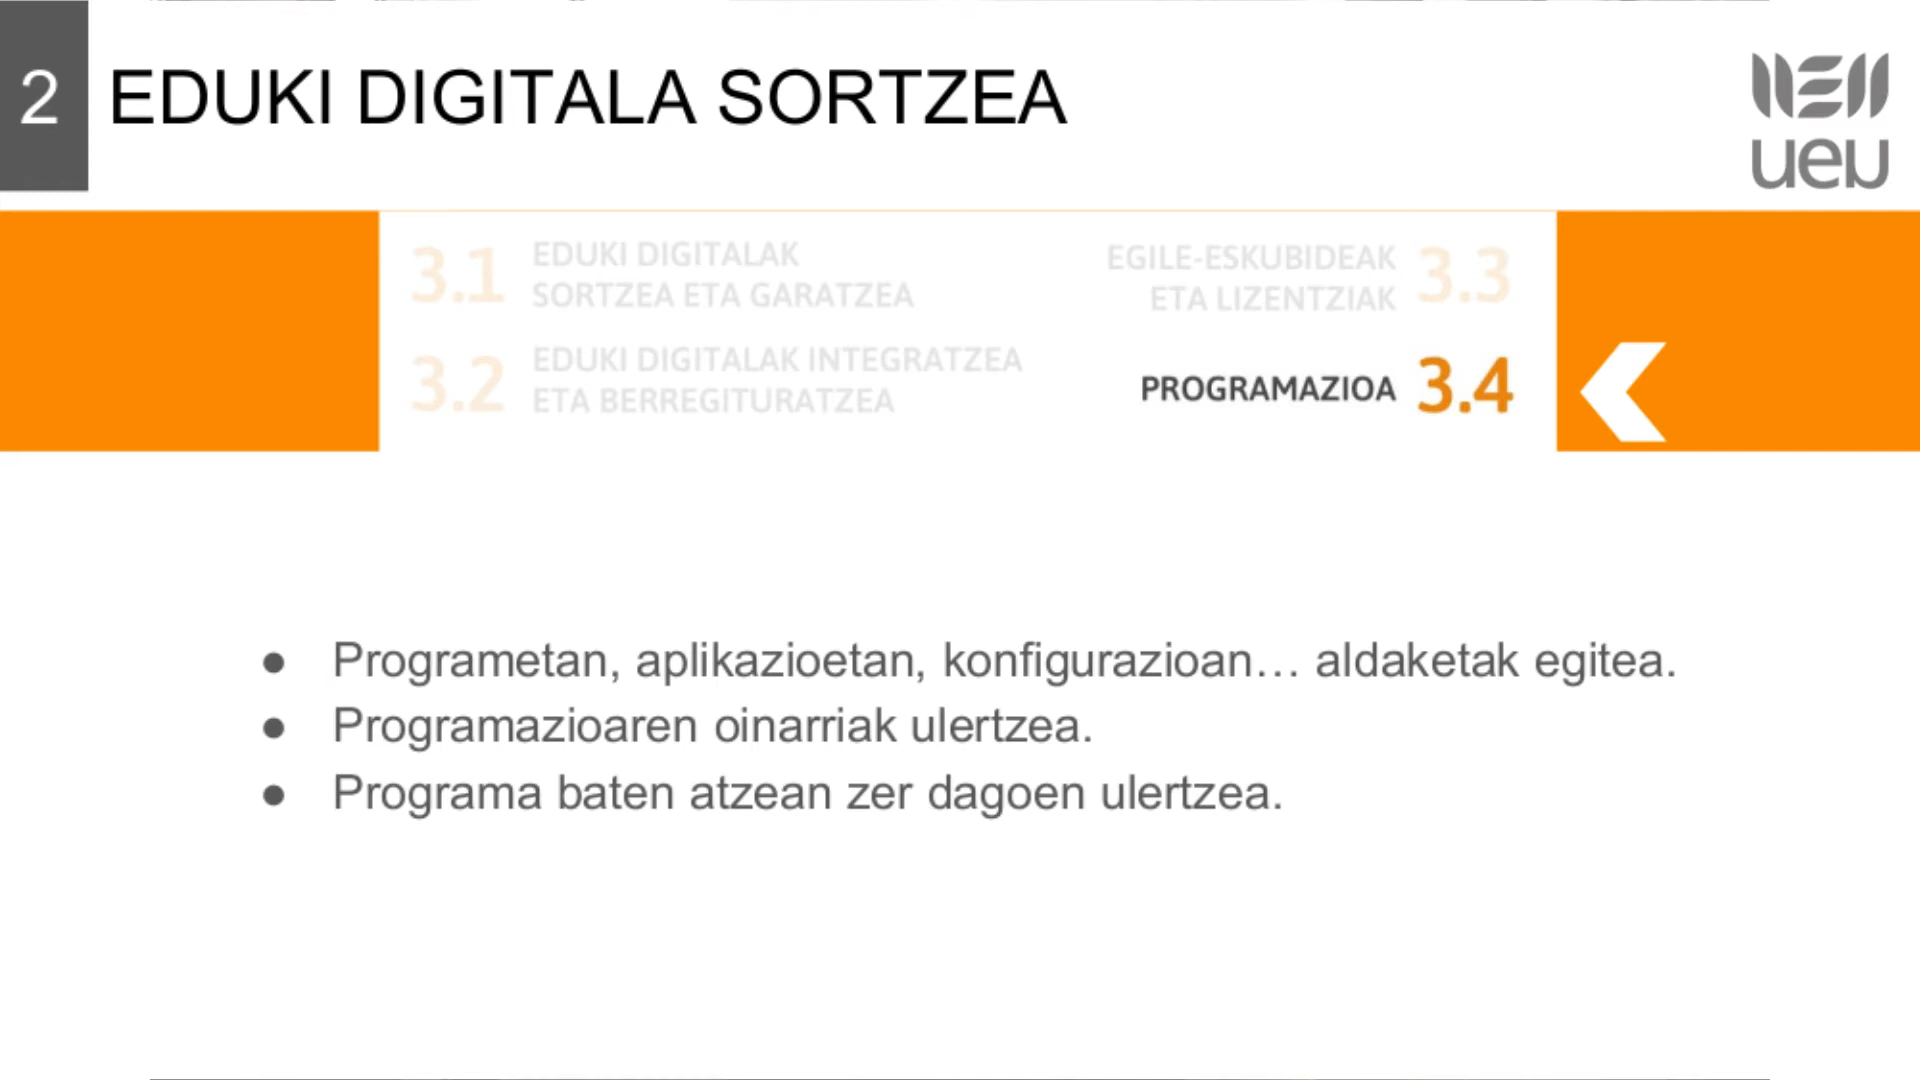 2
EDUKI DIGITALA SORTZEA
ueu
3.1
EDUKI DIGITALAK
SORTZEA ETA GARATZEA
3.2
EDUKI DIGITALAK INTEGRATZEA
ETA BERREGITURATZEA
EGILE-ESKUBIDEAK
ETA LIZENTZIAK
3.3
PROGRAMAZIOA
3.4
● Programetan, aplikazioetan, konfigurazioan… aldaketak egitea.
● Programazioaren oinarriak ulertzea.
● Programa baten atzean zer dagoen ulertzea.